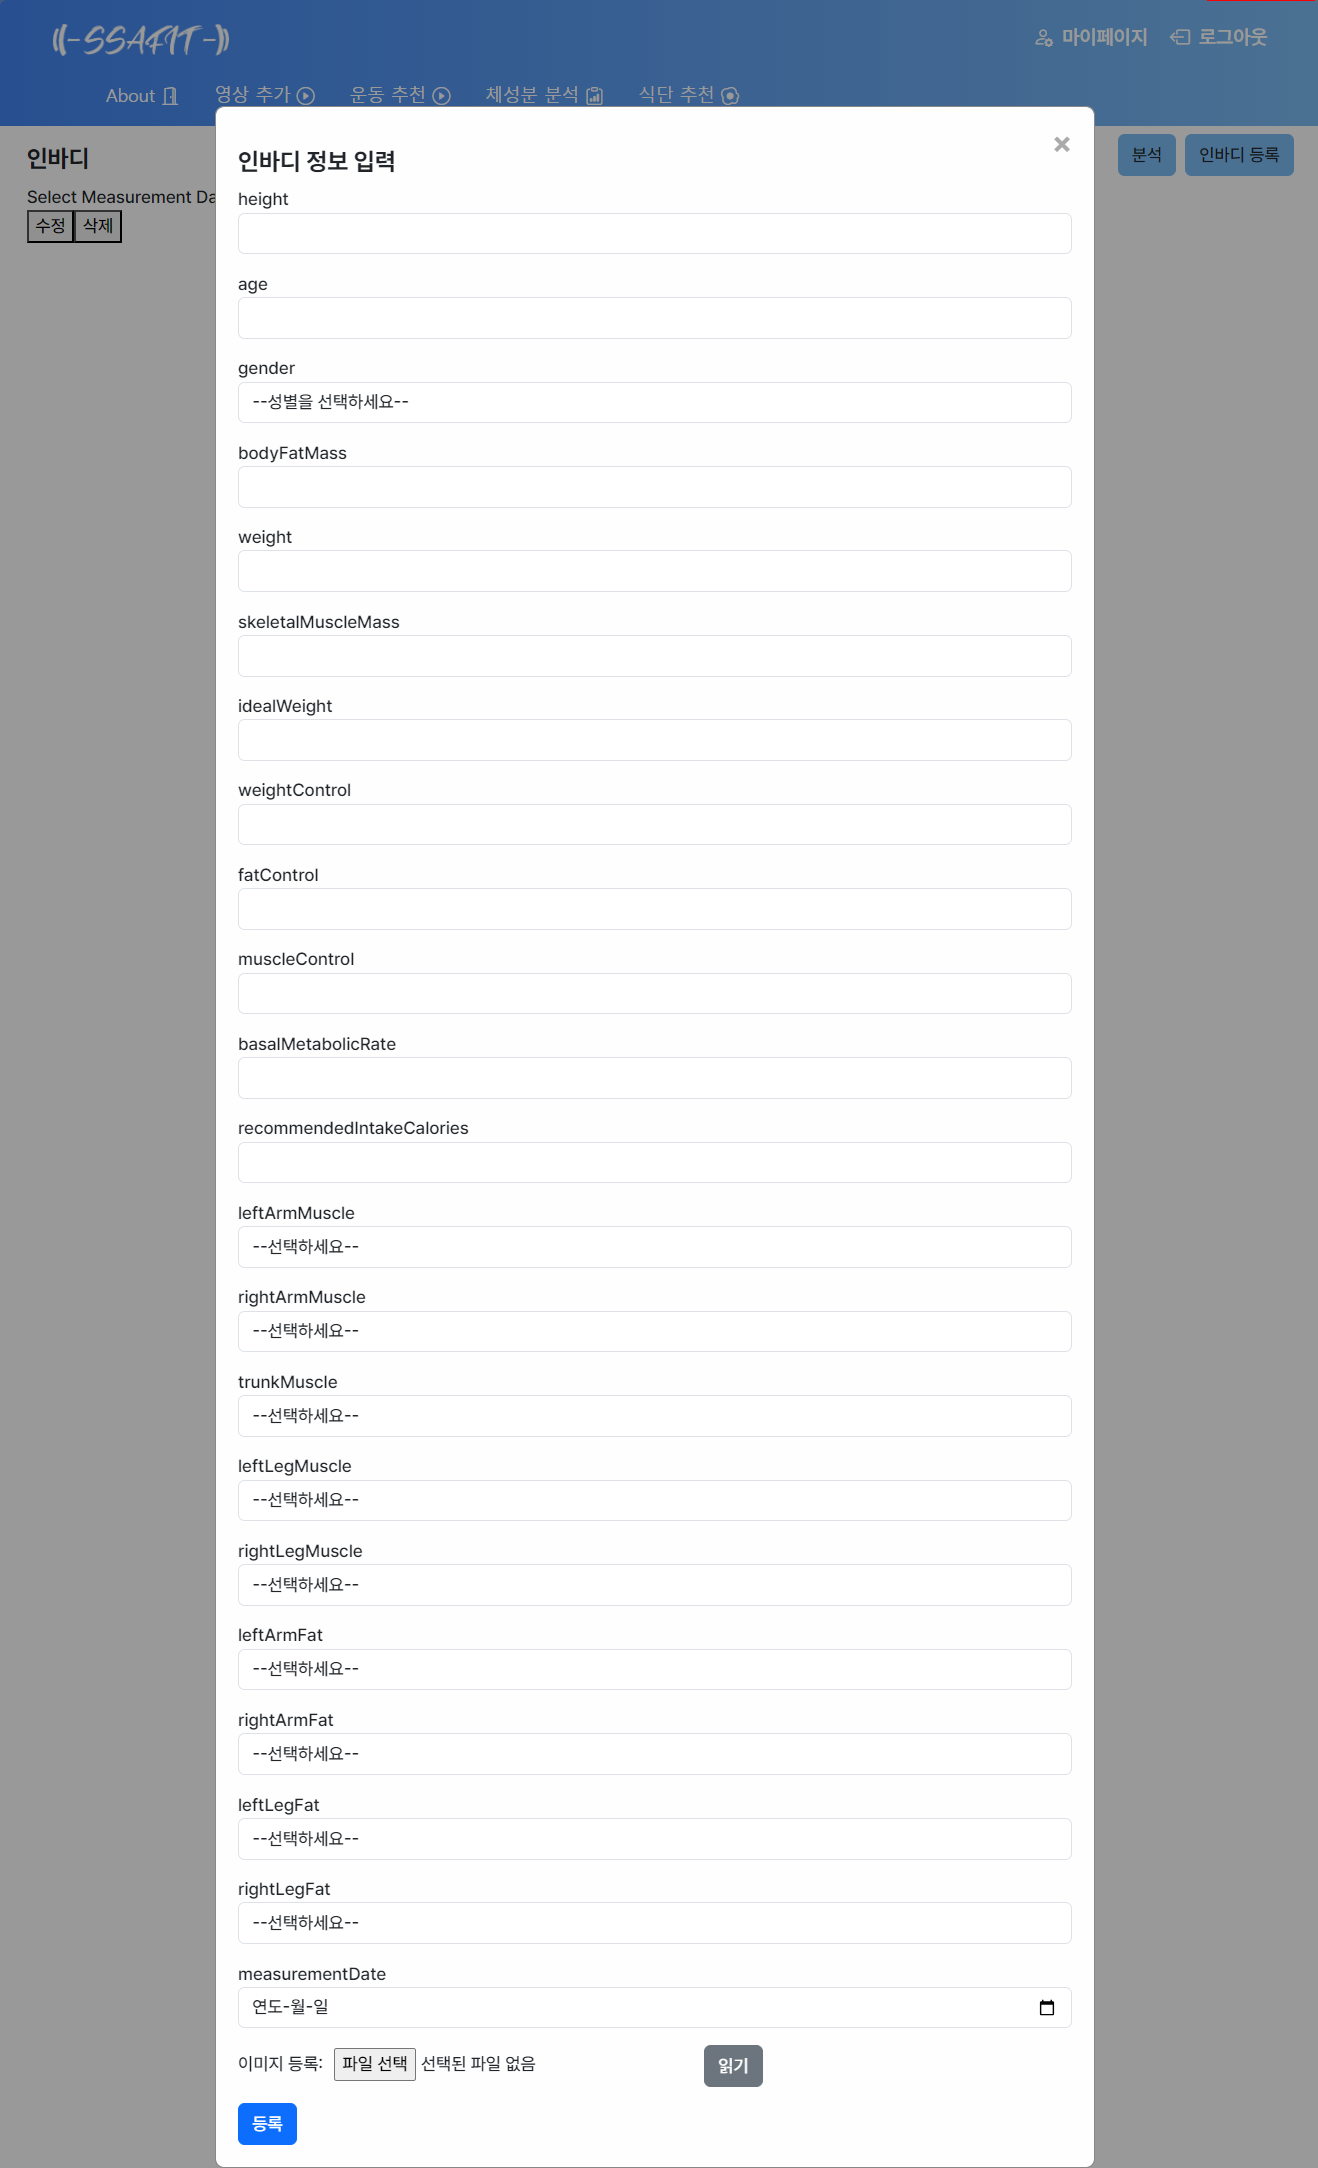 ((-SSAFIT-))
마이페이지 로그아웃
About 영상 추가 운동 추천 체성분 분석 식단 추천
×
인바디
분석 인바디 등록
Select Measurement Da
수정 삭제
인바디 정보 입력
height
age
gender
--성별을 선택하세요--
bodyFatMass
weight
skeletalMuscleMass
idealWeight
weightControl
fatControl
muscleControl
basalMetabolicRate
recommendedIntakeCalories
leftArmMuscle
--선택하세요--
rightArmMuscle
--선택하세요--
trunkMuscle
--선택하세요--
leftLegMuscle
--선택하세요--
rightLegMuscle
--선택하세요--
leftArmFat
--선택하세요--
rightArmFat
--선택하세요--
leftLegFat
--선택하세요--
rightLegFat
--선택하세요--
measurementDate
연도-월-일
이미지 등록: 파일 선택 선택된 파일 없음 읽기
등록